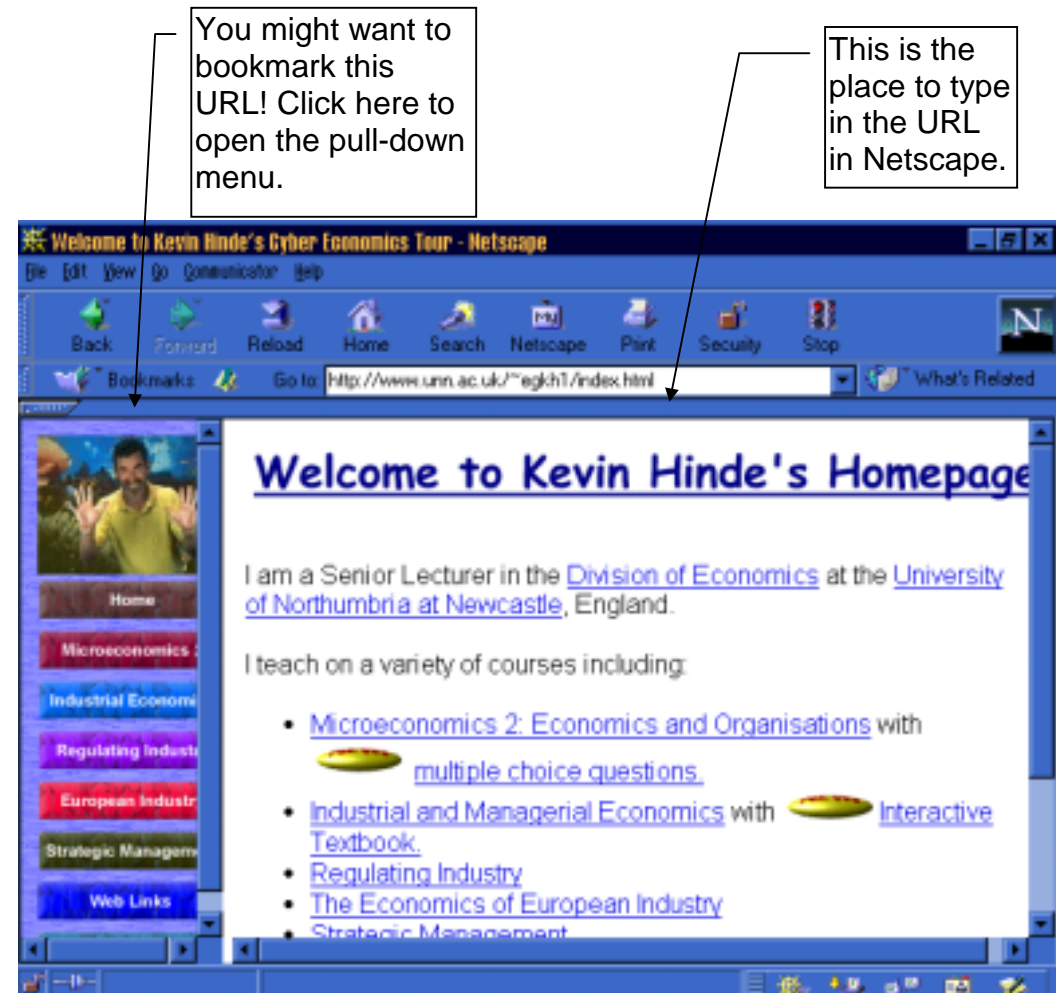 You might want to
bookmark this
URL! Click here to
open the pull-down
menu.
This is the
place to type
in the URL
in Netscape.
Welcome to Kevin Hinde's Cyber Economics Tour - Netscape
File Edit View Go Communicator Help
Back Forward Reload Home Search Netscape Print Security Stop
My
N
Bookmarks Go to: http://www.unn.ac.uk/~egkh1/index.html What's Related
Home
Microeconomics 2
Industrial Economi
Regulating Industr
European Industr
Strategic Managem
Web Links
Welcome to Kevin Hinde's Homepage
I am a Senior Lecturer in the Division of Economics at the University
of Northumbria at Newcastle, England.
I teach on a variety of courses including:
• Microeconomics 2: Economics and Organisations with
multiple choice questions.
• Industrial and Managerial Economics with Interactive
Textbook.
• Regulating Industry
• The Economics of European Industry
• Strategic Management